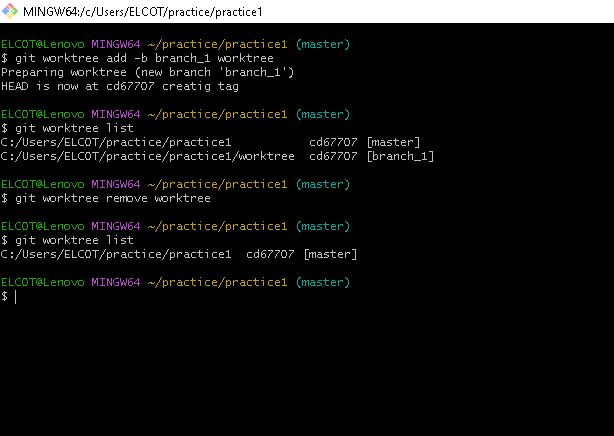 MINGW64:/c/Users/ELCOT/practice/practice1
ELCOT@Lenovo MINGW64 ~/practice/practice1 (master)
$ git worktree add -b branch_1 worktree
Preparing worktree (new branch 'branch_1')
HEAD is now at cd67707 creatig tag
ELCOT@Lenovo MINGW64 ~/practice/practice1 (master)
$ git worktree list
C:/Users/ELCOT/practice/practice1           cd67707 [master]
C:/Users/ELCOT/practice/practice1/worktree  cd67707 [branch_1]
ELCOT@Lenovo MINGW64 ~/practice/practice1 (master)
$ git worktree remove worktree
ELCOT@Lenovo MINGW64 ~/practice/practice1 (master)
$ git worktree list
C:/Users/ELCOT/practice/practice1  cd67707 [master]
ELCOT@Lenovo MINGW64 ~/practice/practice1 (master)
$